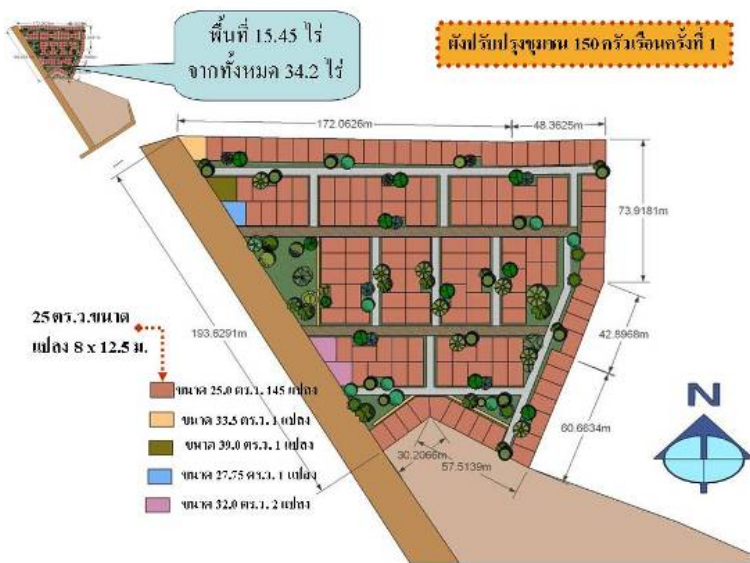 พื้นที่ 15.45 ไร่
จากทั้งหมด 34.2 ไร่
ผังปรับปรุงชุมชน 150 ครัวเรือนครั้งที่ 1
172.0626m
48.3625m
73.9181m
193.6291m
42.8968m
60.6634m
30.2066m
57.5139m
25 ตร.ว.ขนาด
แปลง 8 x 12.5 ม.
ขนาด 25.0 ตร.ว. 145 แปลง
ขนาด 33.5 ตร.ว. 1 แปลง
ขนาด 39.0 ตร.ว. 1 แปลง
ขนาด 27.75 ตร.ว. 1 แปลง
ขนาด 32.0 ตร.ว. 2 แปลง
N